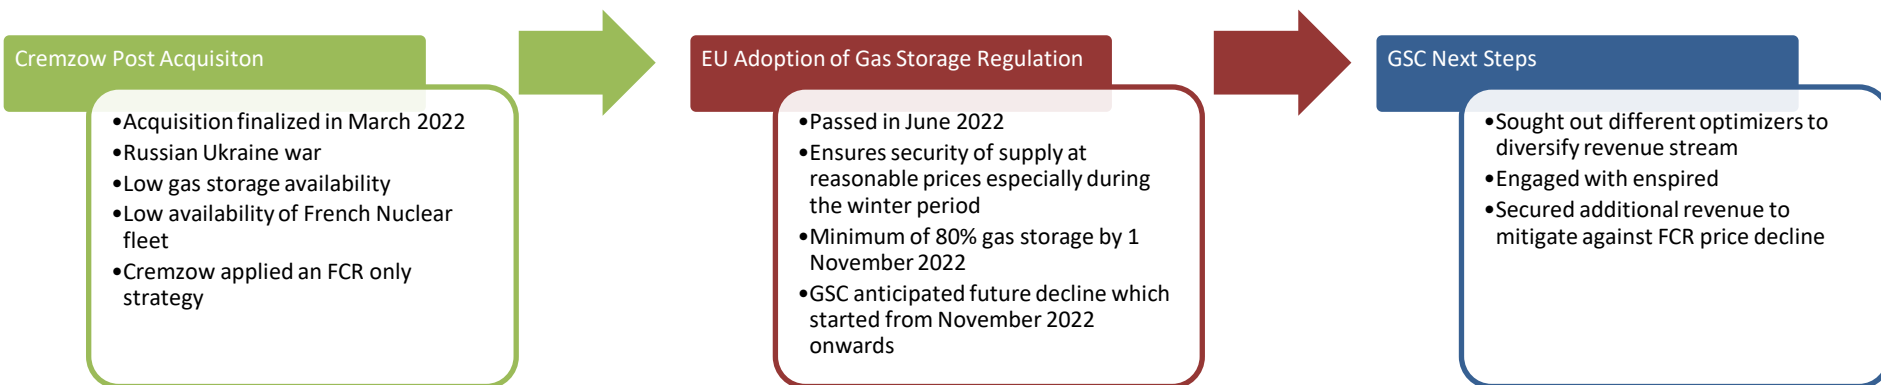 Cremzow Post Acquisiton
•Acquisition finalized in March 2022
•Russian Ukraine war
•Low gas storage availability
•Low availability of French Nuclear
fleet
•Cremzow applied an FCR only
strategy
EU Adoption of Gas Storage Regulation
•Passed in June 2022
•Ensures security of supply at
reasonable prices especially during
the winter period
•Minimum of 80% gas storage by 1
November 2022
•GSC anticipated future decline which
started from November 2022
onwards
GSC Next Steps
•Sought out different optimizers to
diversify revenue stream
•Engaged with enspired
•Secured additional revenue to
mitigate against FCR price decline